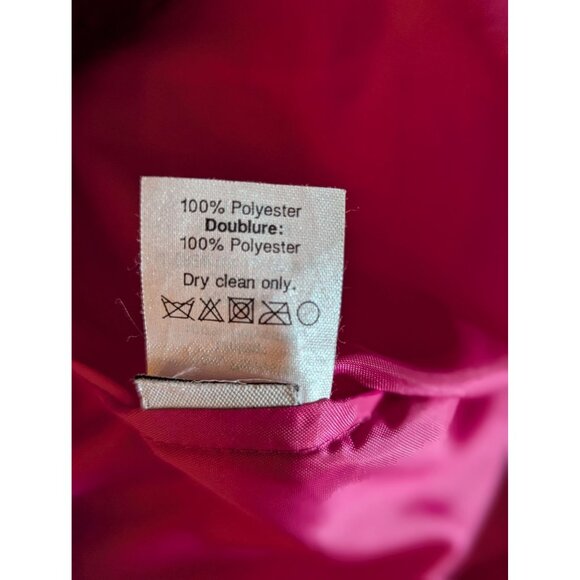 100% Polyester
Doublure:
100% Polyester
Dry clean only.